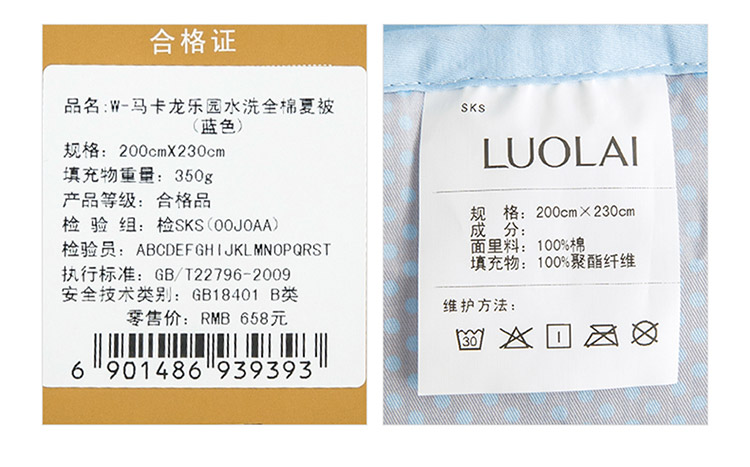 合格证
品名:W-马卡龙乐园水洗全棉夏被
(蓝色)
规格: 200cmX230cm
填充物重量: 350g
产品等级: 合格品
检 验 组: 检SKS(00J0AA)
检验员: ABCDEFGHIJKLMNOPQRST
执行标准: GB/T22796-2009
安全技术类别: GB18401 B类
零售价: RMB 658元
6 901486 939393
SKS
LUOLAI
规 格: 200cm×230cm
成 分:
面里料: 100%棉
填充物: 100%聚酯纤维
维护方法:
30